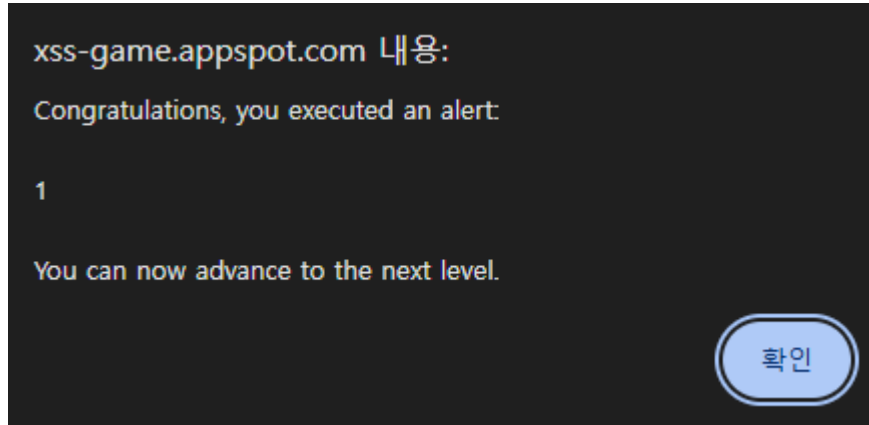 xss-game.appspot.com 내용:
Congratulations, you executed an alert:
1
You can now advance to the next level.
확인